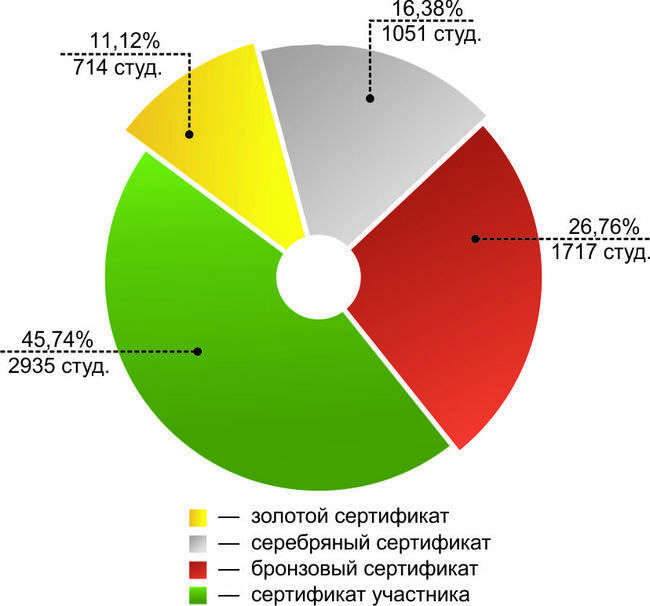 16,38%
1051 студ.
11,12%
714 студ.
26,76%
1717 студ.
45,74%
2935 студ.
— золотой сертификат
— серебряный сертификат
— бронзовый сертификат
— сертификат участника